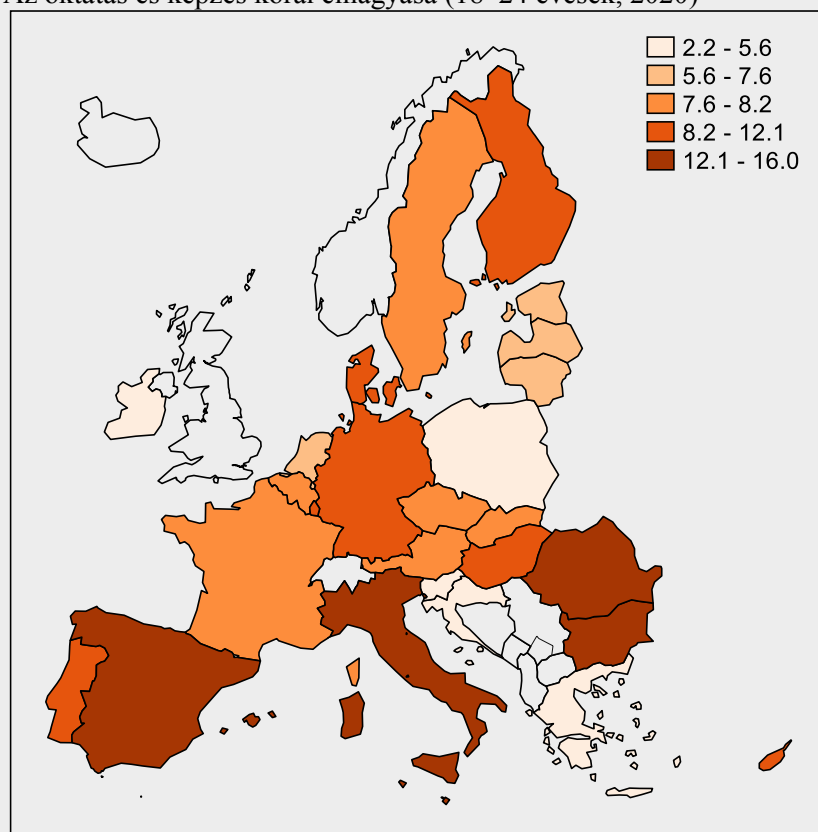 Az oktatás és képzés korai elhagyása (18–24 évesek, 2020)
2.2 - 5.6
5.6 - 7.6
7.6 - 8.2
8.2 - 12.1
12.1 - 16.0